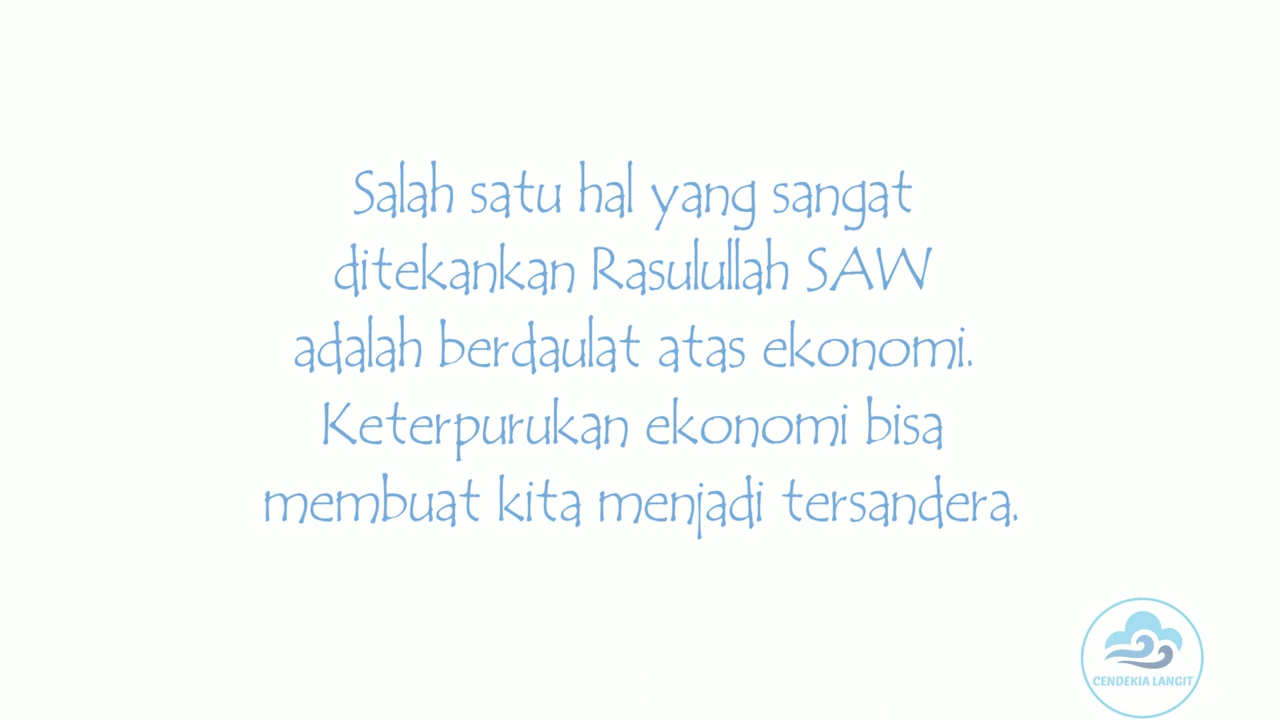 Salah satu hal yang sangat
ditekankan Rasulullah SAW
adalah berdaulat atas ekonomi.
Keterpurukan ekonomi bisa
membuat kita menjadi tersandera.
CENDEKIA LANGIT